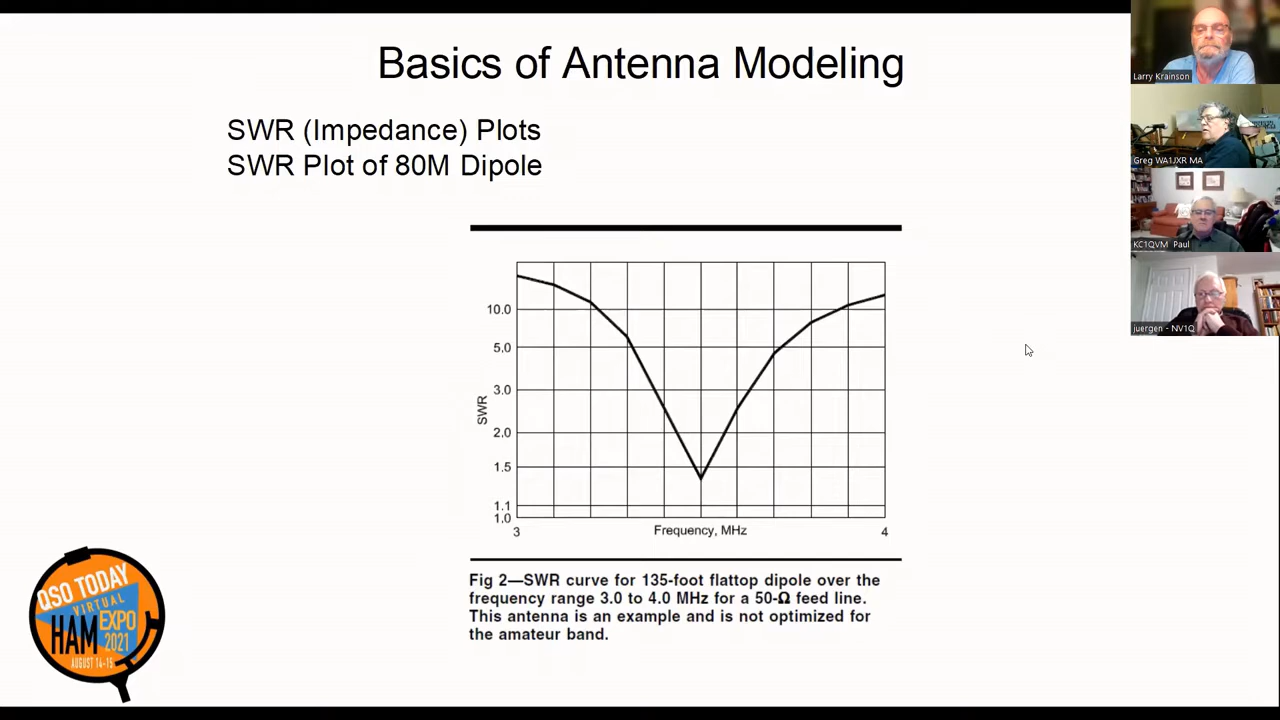 Basics of Antenna Modeling
SWR (Impedance) Plots
SWR Plot of 80M Dipole
10.0
5.0
3.0
2.0
1.5
1.1
1.0
SWR
3
Frequency, MHz
4
Fig 2—SWR curve for 135-foot flattop dipole over the
frequency range 3.0 to 4.0 MHz for a 50-Ω feed line.
This antenna is an example and is not optimized for
the amateur band.
QSO TODAY
VIRTUAL
HAM
EXPO
2021
AUGUST 14-15
Larry Krainson
Greg WA1JXR MA
KC1QVM Paul
juergen - NV1Q